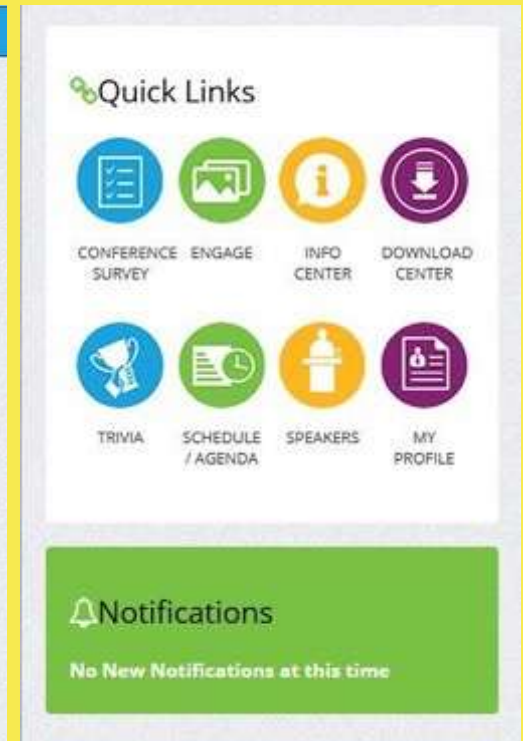 Quick Links
CONFERENCE SURVEY
ENGAGE
INFO CENTER
DOWNLOAD CENTER
TRIVIA
SCHEDULE / AGENDA
SPEAKERS
MY PROFILE
Notifications
No New Notifications at this time